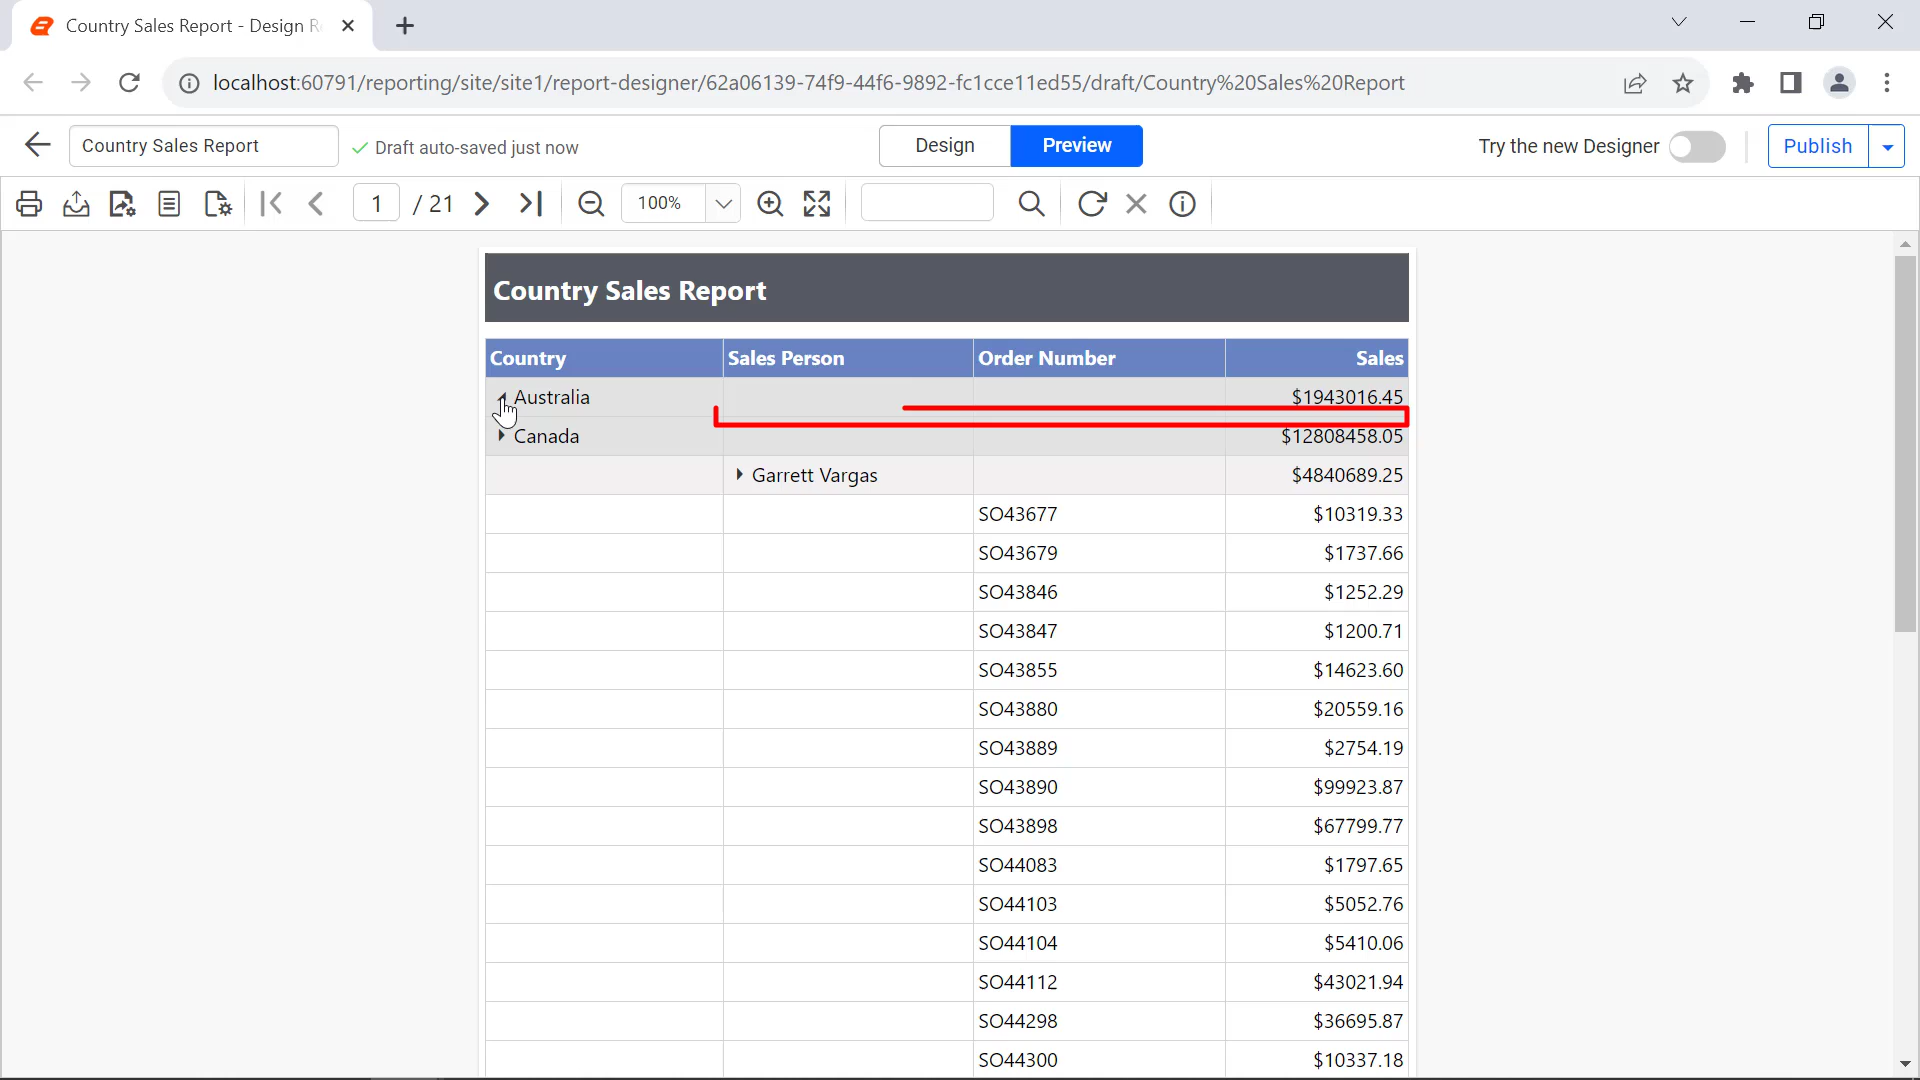 Country Sales Report - Design R
localhost:60791/reporting/site/site1/report-designer/62a06139-74f9-44f6-9892-fc1cce11ed55/draft/Country%20Sales%20Report
Country Sales Report
Draft auto-saved just now
Design
Preview
Try the new Designer
Publish
1 / 21
100%
Country Sales Report
Country Sales Person Order Number Sales
Australia $1943016.45
Canada $12808458.05
Garrett Vargas $4840689.25
SO43677 $10319.33
SO43679 $1737.66
SO43846 $1252.29
SO43847 $1200.71
SO43855 $14623.60
SO43880 $20559.16
SO43889 $2754.19
SO43890 $99923.87
SO43898 $67799.77
SO44083 $1797.65
SO44103 $5052.76
SO44104 $5410.06
SO44112 $43021.94
SO44298 $36695.87
SO44300 $10337.18